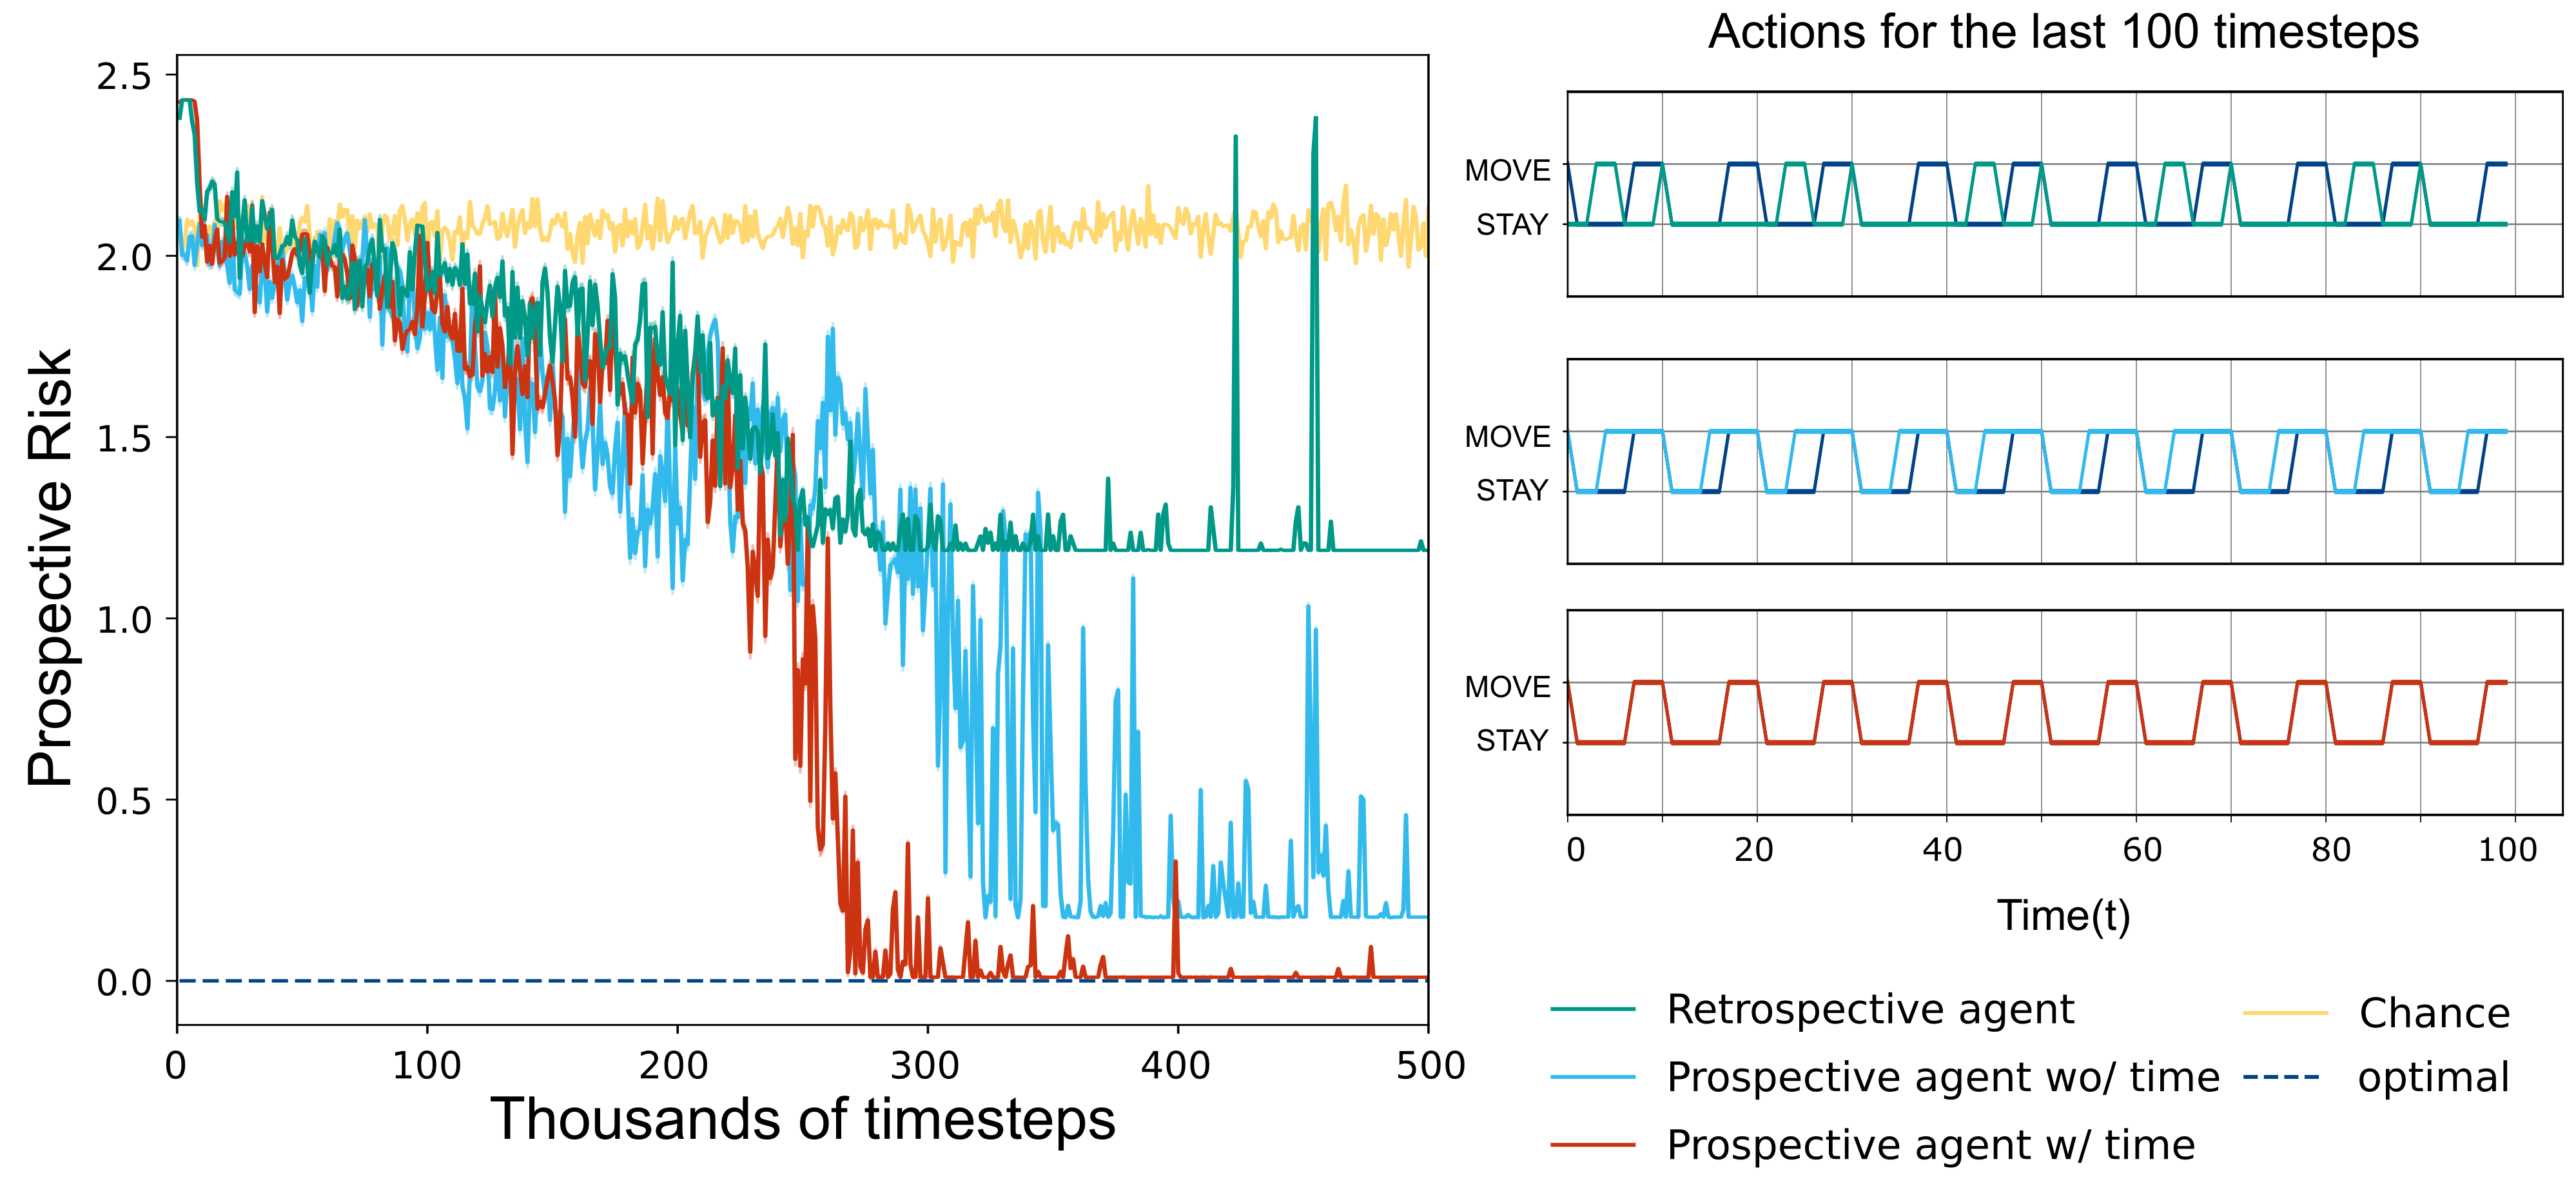 Prospective Risk
2.5
2.0
1.5
1.0
0.5
0.0
0 100 200 300 400 500
Thousands of timesteps
Actions for the last 100 timesteps
MOVE
STAY
MOVE
STAY
MOVE
STAY
0 20 40 60 80 100
Time(t)
Retrospective agent
Prospective agent wo/ time
Prospective agent w/ time
Chance
optimal